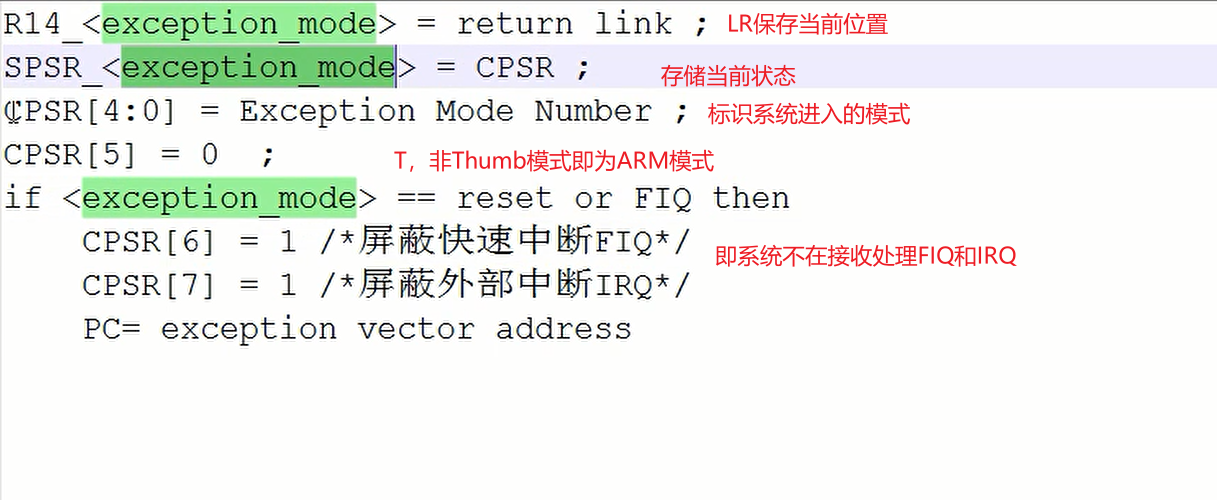 R14_<exception_mode> = return link ; LR保存当前位置
SPSR_<exception_mode> = CPSR ; 存储当前状态
CPSR[4:0] = Exception Mode Number ; 标识系统进入的模式
CPSR[5] = 0 ; T，非Thumb模式即为ARM模式
if <exception_mode> == reset or FIQ then
CPSR[6] = 1 /*屏蔽快速中断FIQ*/
即系统不在接收处理FIQ和IRQ
CPSR[7] = 1 /*屏蔽外部中断IRQ*/
PC= exception vector address